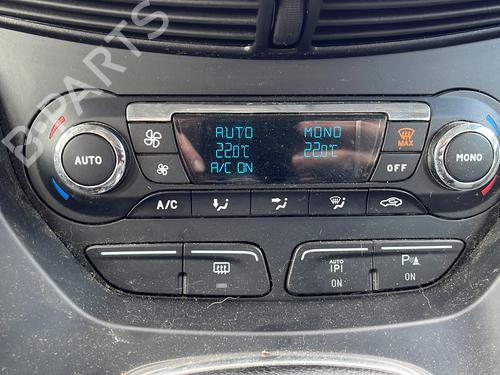 B-PARTS
AUTO MONO
22.0°C 22.0°C
A/C ON
MAX
AUTO
MONO
OFF
A/C
AUTO
P
ON
P
ON